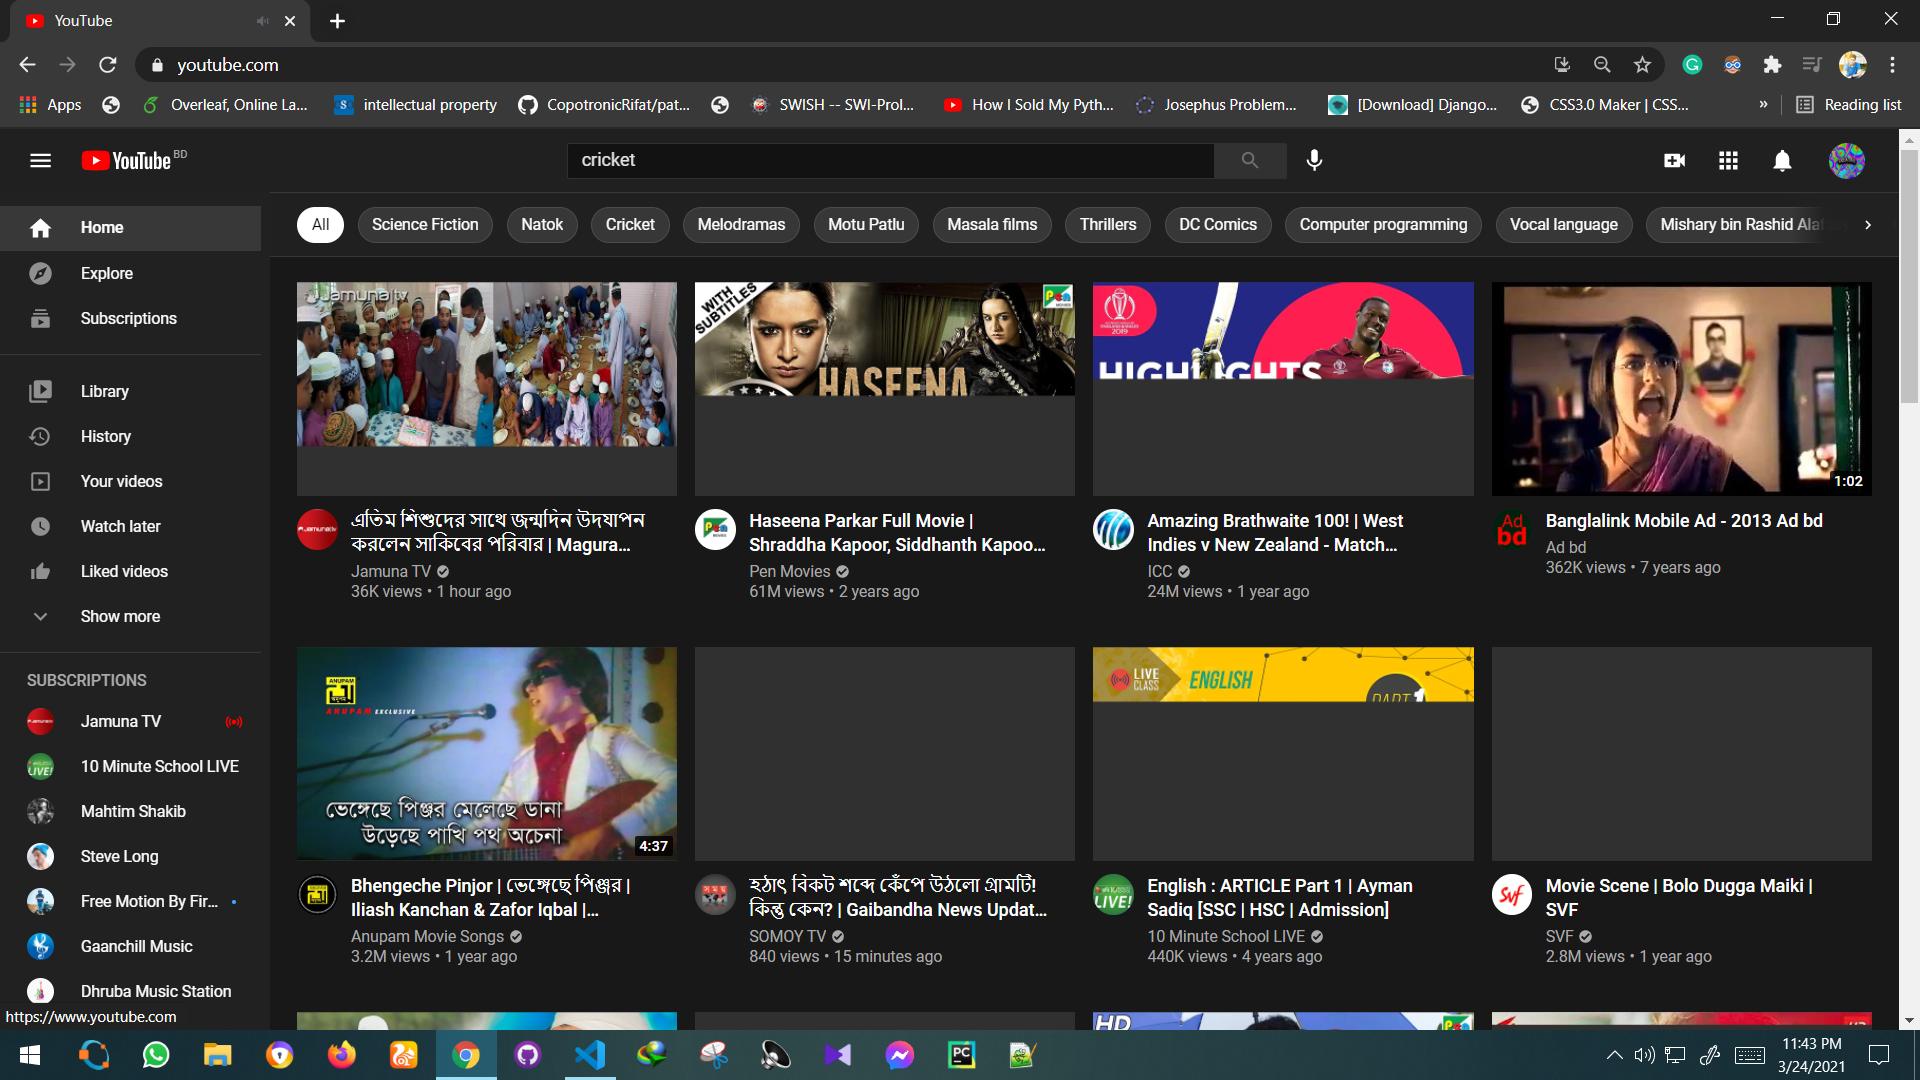 YouTube
youtube.com
Apps
Overleaf, Online La...
intellectual property
CopotronicRifat/pat...
SWISH -- SWI-Prol...
How I Sold My Pyth...
Josephus Problem...
[Download] Django...
CSS3.0 Maker | CSS...
»
Reading list
YouTube BD
cricket
Home
Explore
Subscriptions
Library
History
Your videos
Watch later
Liked videos
Show more
SUBSCRIPTIONS
Jamuna TV
10 Minute School LIVE
Mahtim Shakib
Steve Long
Free Motion By Fir...
Gaanchill Music
Dhruba Music Station
https://www.youtube.com
All
Science Fiction
Natok
Cricket
Melodramas
Motu Patlu
Masala films
Thrillers
DC Comics
Computer programming
Vocal language
Mishary bin Rashid Ala
Jamuna tv
এতিম শিশুদের সাথে জন্মদিন উদযাপন
করলেন সাকিবের পরিবার | Magura...
Jamuna TV
36K views • 1 hour ago
WITH
SUBTITLES
Pen
MOVIES
HASEENA
Haseena Parkar Full Movie |
Shraddha Kapoor, Siddhanth Kapoo...
Pen Movies
61M views • 2 years ago
2019
HIGHLIGHTS
Amazing Brathwaite 100! | West
Indies v New Zealand - Match...
ICC
24M views • 1 year ago
1:02
Ad
bd
Banglalink Mobile Ad - 2013 Ad bd
Ad bd
362K views • 7 years ago
ANUPAM
ANUPAM EXCLUSIVE
ভেঙ্গেছে পিঞ্জর মেলেছে ডানা
উড়েছে পাখি পথ অচেনা
4:37
Bhengeche Pinjor | ভেঙ্গেছে পিঞ্জর |
Iliash Kanchan & Zafor Iqbal |...
Anupam Movie Songs
3.2M views • 1 year ago
হঠাৎ বিকট শব্দে কেঁপে উঠলো গ্রামটি!
কিন্তু কেন? | Gaibandha News Updat...
SOMOY TV
840 views • 15 minutes ago
LIVE
CLASS
ENGLISH
PART 1
LIVE!
English : ARTICLE Part 1 | Ayman
Sadiq [SSC | HSC | Admission]
10 Minute School LIVE
440K views • 4 years ago
SVF
Movie Scene | Bolo Dugga Maiki |
SVF
SVF
2.8M views • 1 year ago
HD
Pen
PC
11:43 PM
3/24/2021